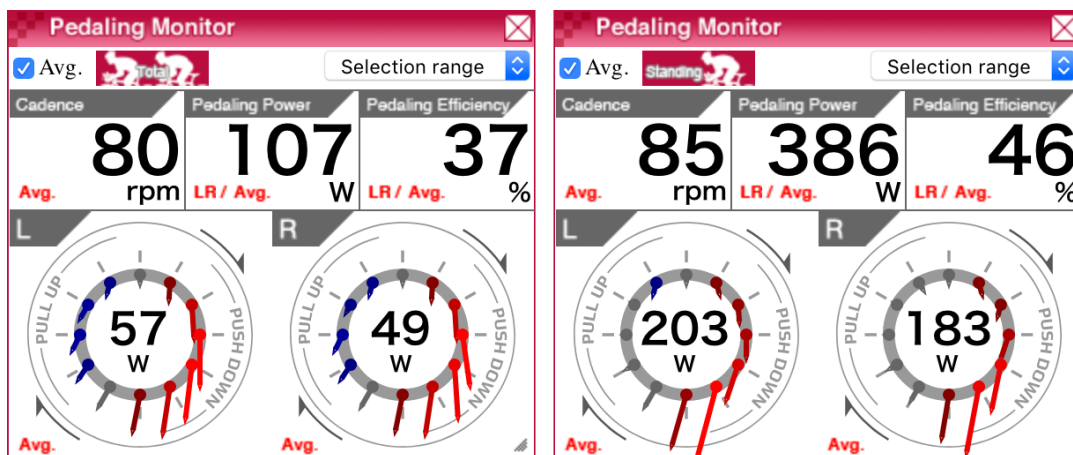 Pedaling Monitor
Avg. Total Selection range
Cadence Pedaling Power Pedaling Efficiency
80 107 37
Avg. rpm LR / Avg. W LR / Avg. %
L R
PULL UP 57 W PUSH DOWN PULL UP 49 W PUSH DOWN
Avg. Avg.
Pedaling Monitor
Avg. Standing Selection range
Cadence Pedaling Power Pedaling Efficiency
85 386 46
Avg. rpm LR / Avg. W LR / Avg. %
L R
PULL UP 203 W PUSH DOWN PULL UP 183 W PUSH DOWN
Avg. Avg.